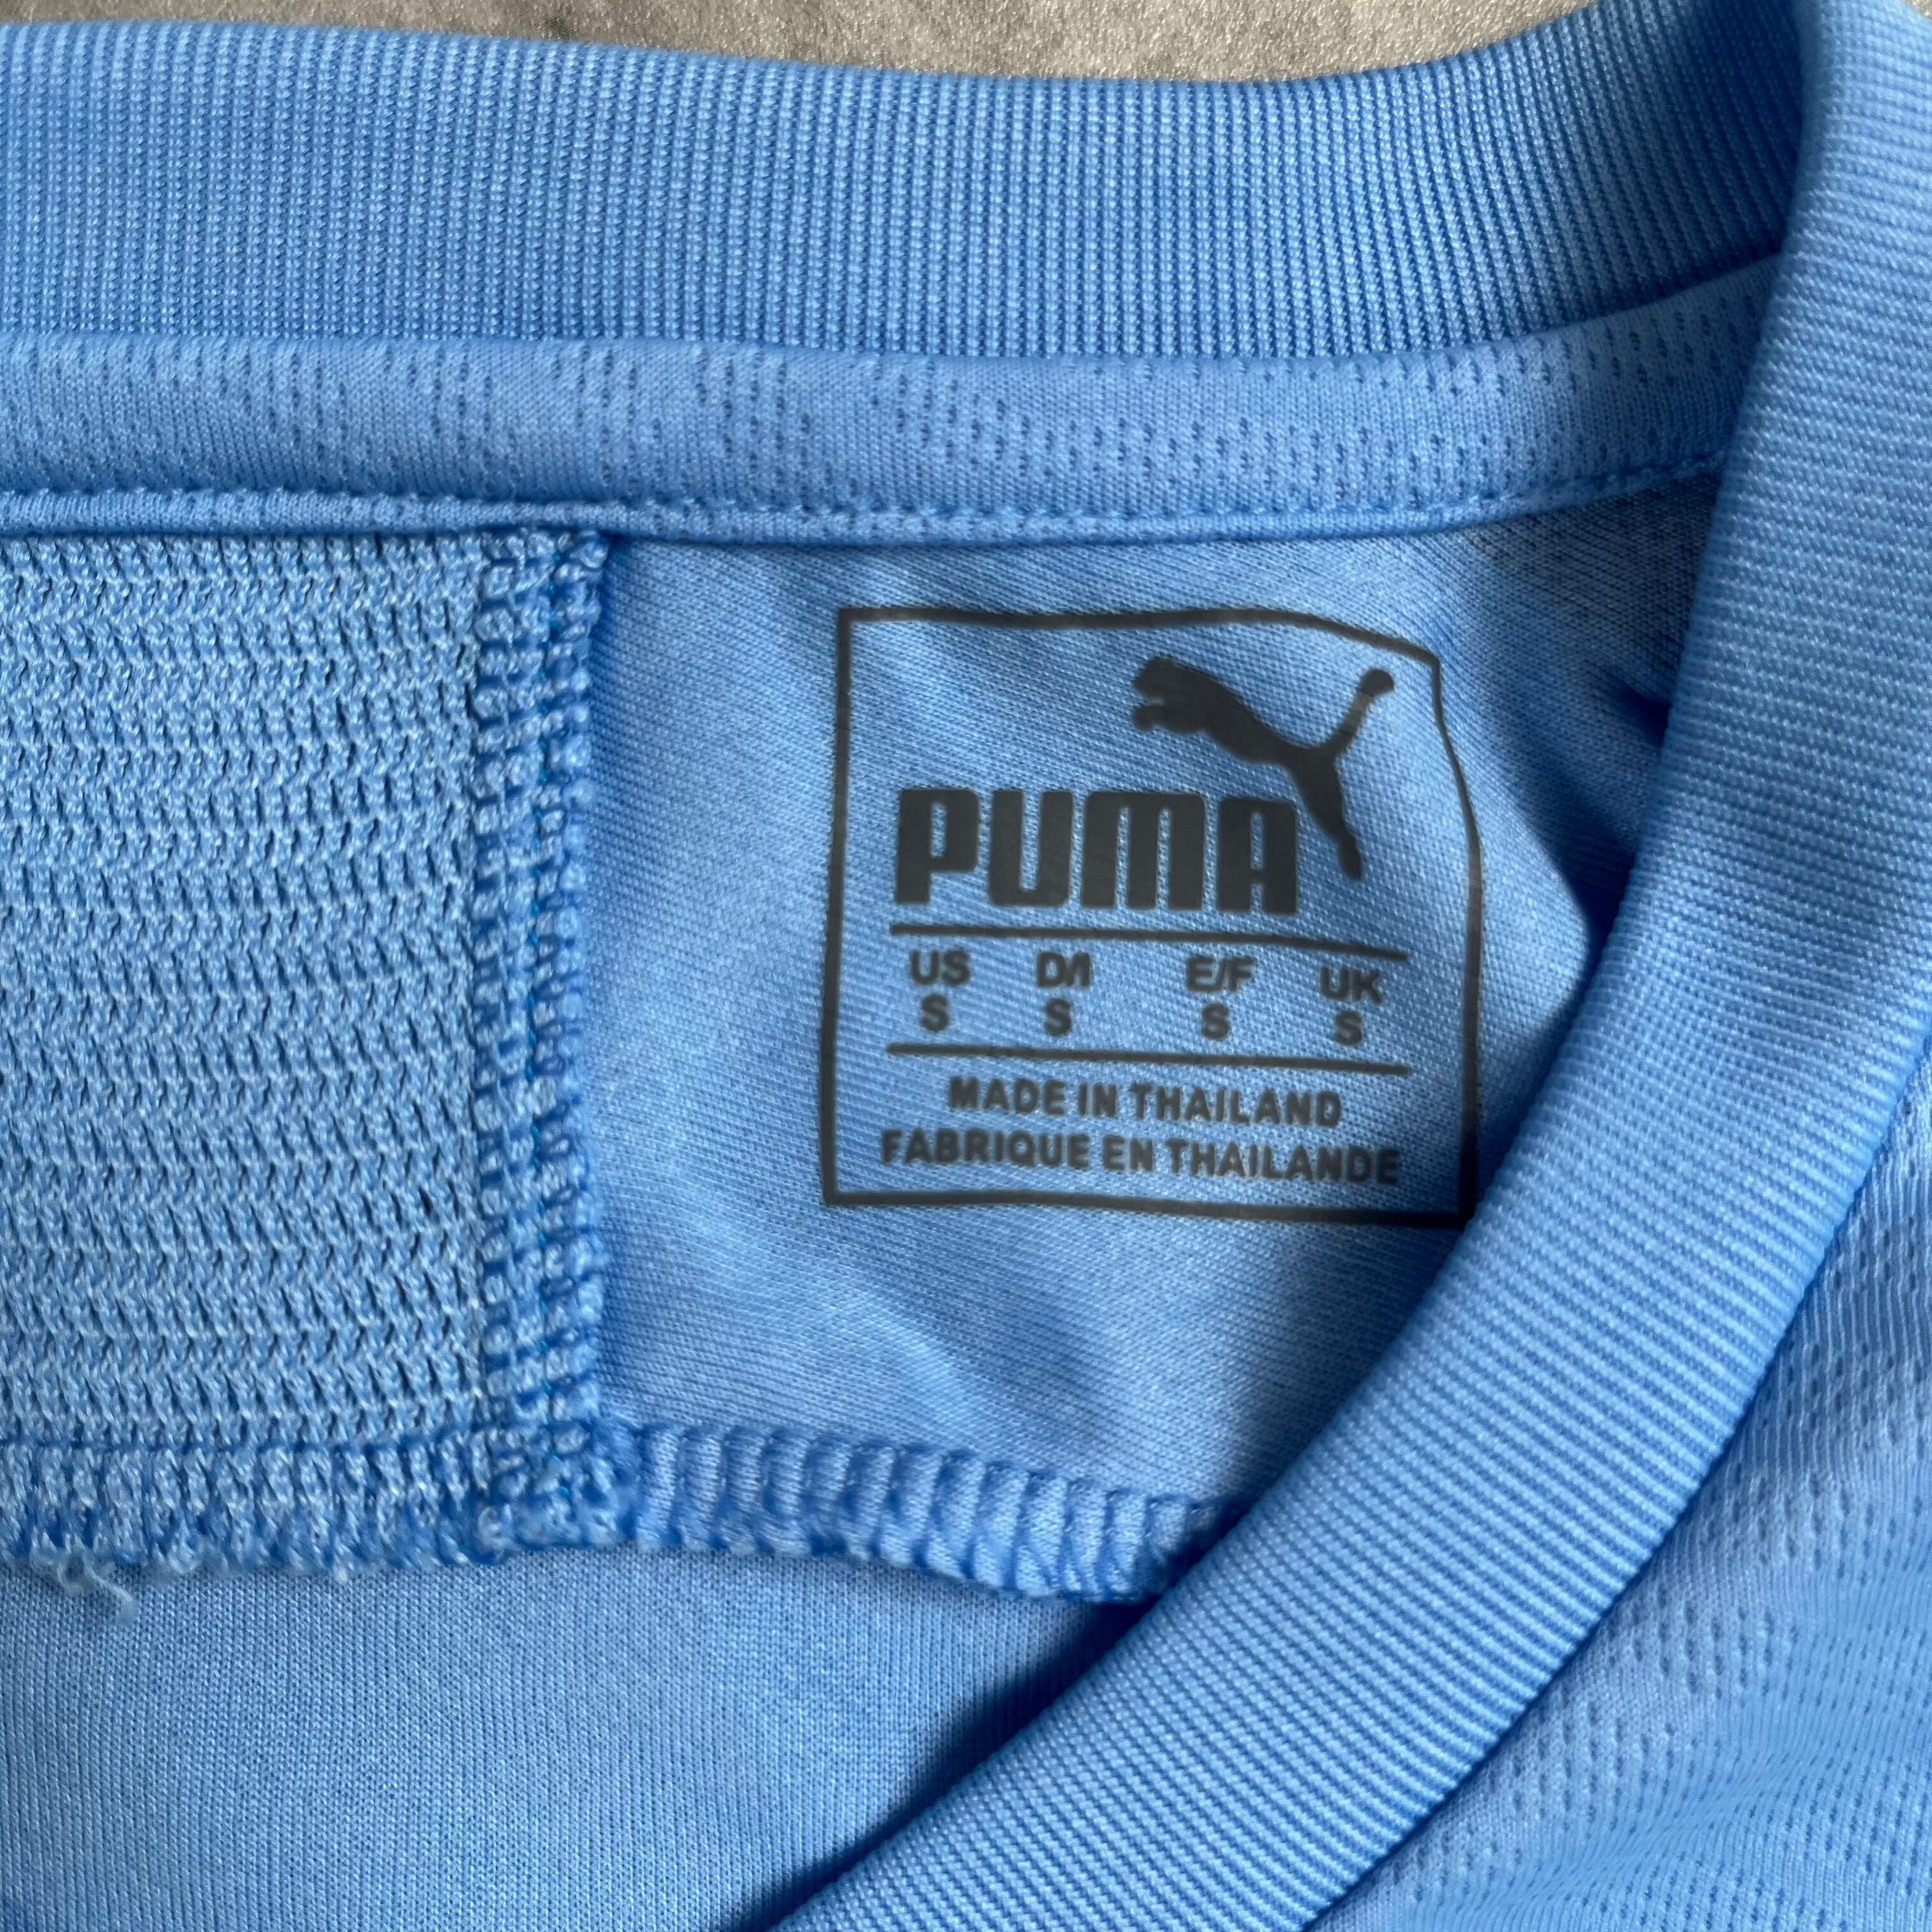 PUMA
US D/I E/F UK
S S S S
MADE IN THAILAND
FABRIQUE EN THAILANDE